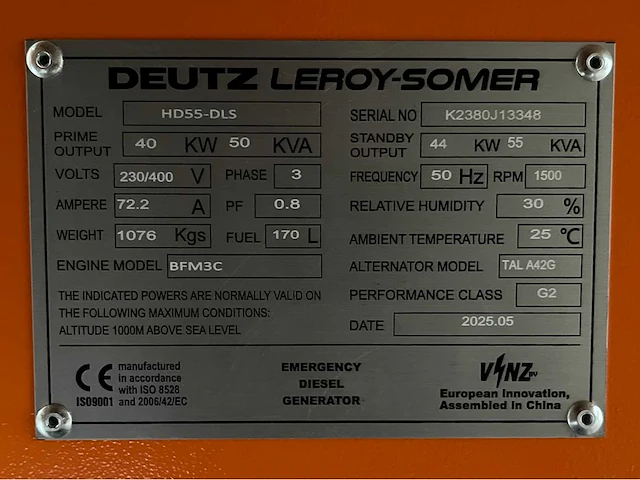 DEUTZ LEROY-SOMER
MODEL HD55-DLS
SERIAL NO K2380J13348
PRIME OUTPUT 40 KW 50 KVA
STANDBY OUTPUT 44 KW 55 KVA
VOLTS 230/400 V PHASE 3
FREQUENCY 50 Hz RPM 1500
AMPERE 72.2 A PF 0.8
RELATIVE HUMIDITY 30 %
WEIGHT 1076 Kgs FUEL 170 L
AMBIENT TEMPERATURE 25 °C
ENGINE MODEL BFM3C
ALTERNATOR MODEL TAL A42G
PERFORMANCE CLASS G2
THE INDICATED POWERS ARE NORMALLY VALID ON
THE FOLLOWING MAXIMUM CONDITIONS:
ALTITUDE 1000M ABOVE SEA LEVEL
DATE 2025.05
CE
ISO9001
manufactured
in accordance
with ISO 8528
and 2006/42/EC
EMERGENCY
DIESEL
GENERATOR
VINZ BV
European Innovation,
Assembled in China